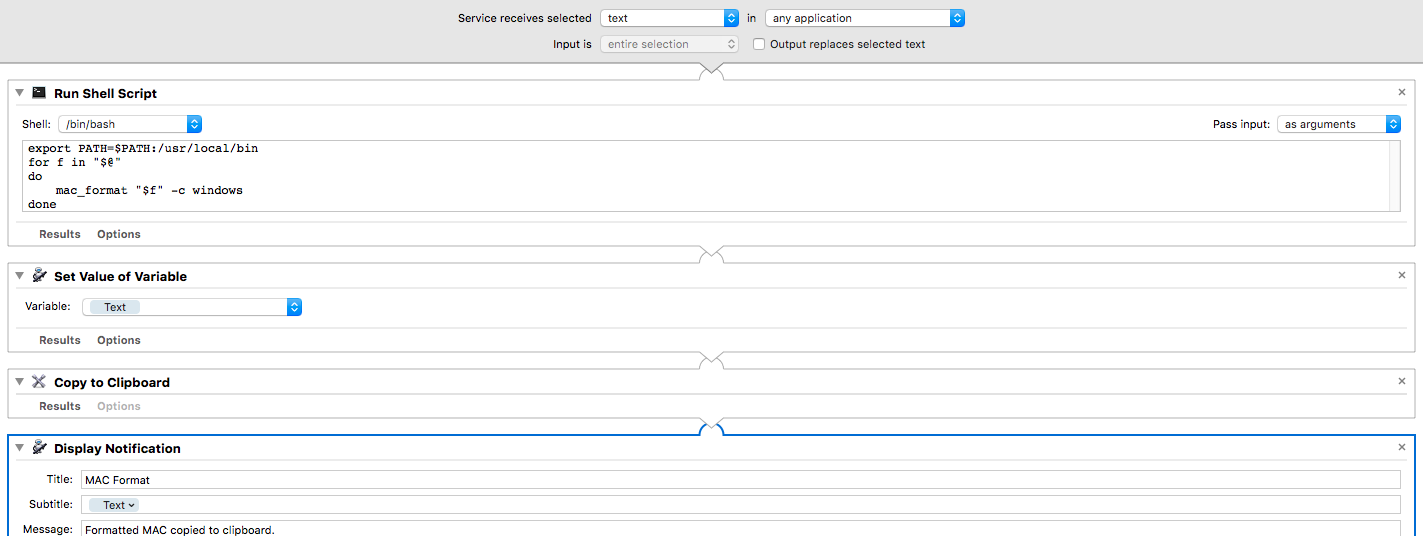 Service receives selected text in any application
Input is entire selection Output replaces selected text
Run Shell Script
Shell: /bin/bash Pass input: as arguments
export PATH=$PATH:/usr/local/bin
for f in "$@"
do
    mac_format "$f" -c windows
done
Results Options
Set Value of Variable
Variable: Text
Results Options
Copy to Clipboard
Results Options
Display Notification
Title: MAC Format
Subtitle: Text
Message: Formatted MAC copied to clipboard.